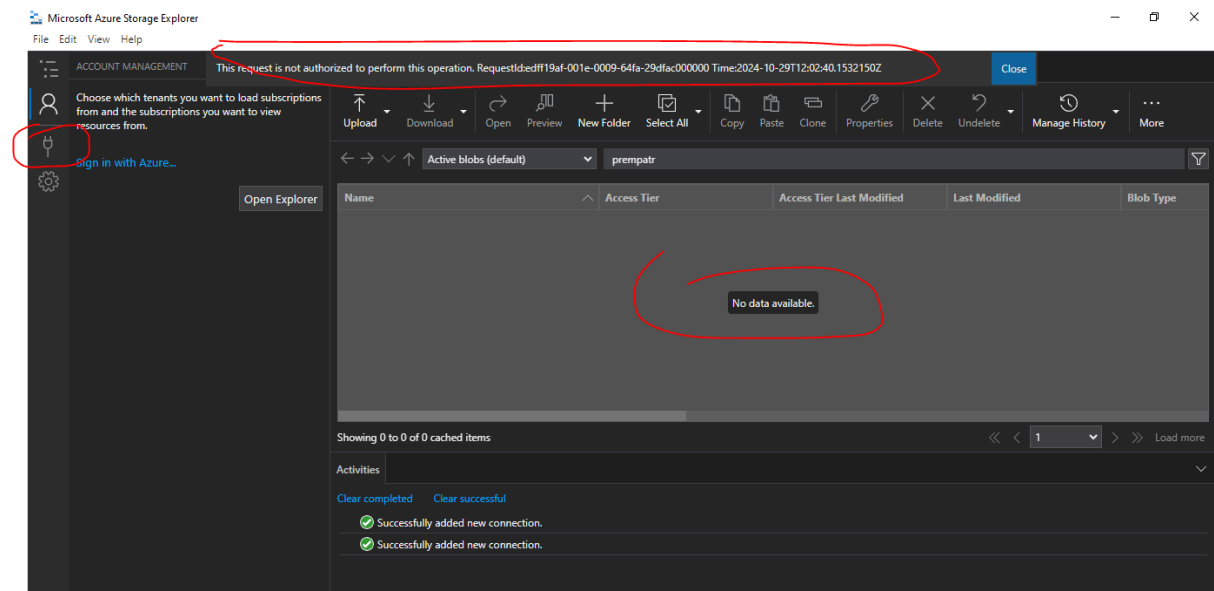 Microsoft Azure Storage Explorer
File Edit View Help
ACCOUNT MANAGEMENT
This request is not authorized to perform this operation. RequestId:edff19af-001e-0009-64fa-29dfac000000 Time:2024-10-29T12:02:40.1532150Z
Close
Choose which tenants you want to load subscriptions
from and the subscriptions you want to view
resources from.
Sign in with Azure...
Open Explorer
Upload Download Open Preview New Folder Select All Copy Paste Clone Properties Delete Undelete Manage History More
Active blobs (default) prempatr
Name Access Tier Access Tier Last Modified Last Modified Blob Type
No data available.
Showing 0 to 0 of 0 cached items
1 Load more
Activities
Clear completed Clear successful
Successfully added new connection.
Successfully added new connection.